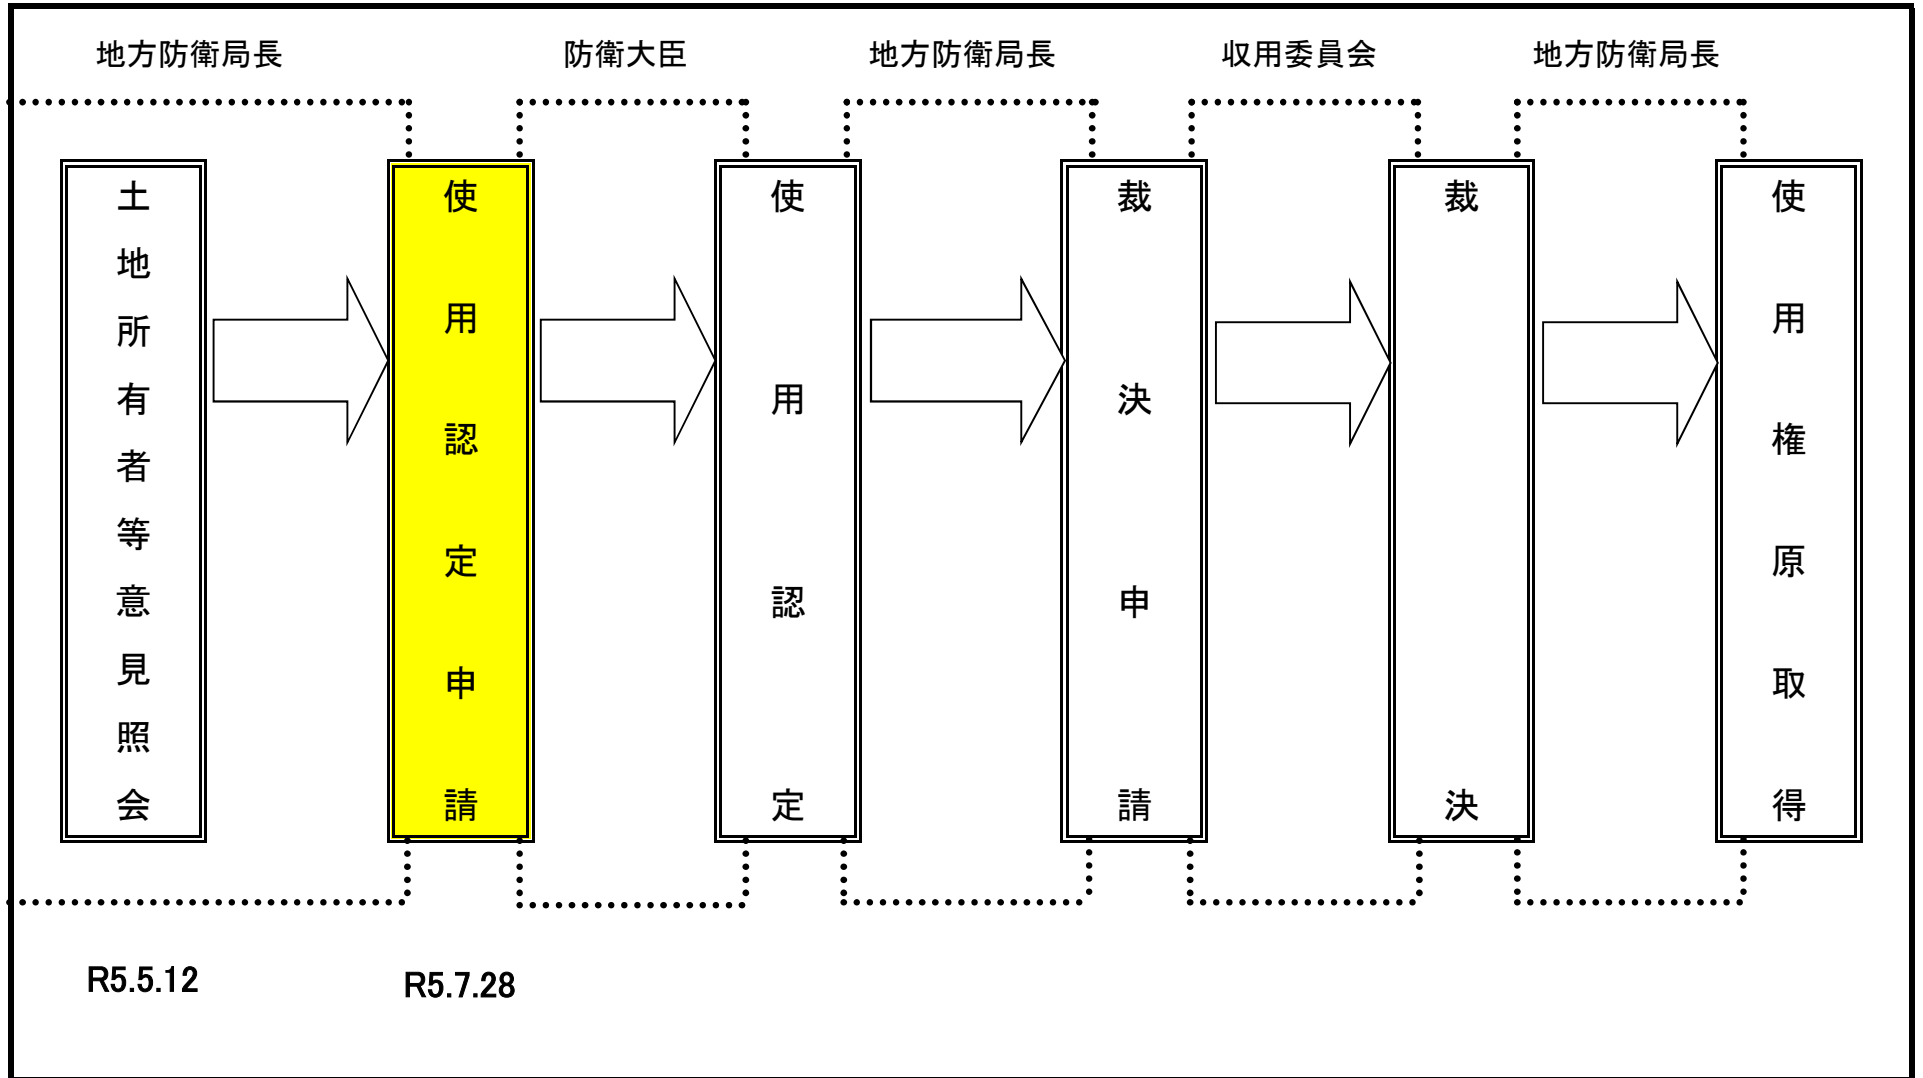 地方防衛局長
防衛大臣
地方防衛局長
収用委員会
地方防衛局長
土地所有者等意見照会
使用認定申請
使用認定
裁決申請
裁決
使用権原取得
R5.5.12
R5.7.28